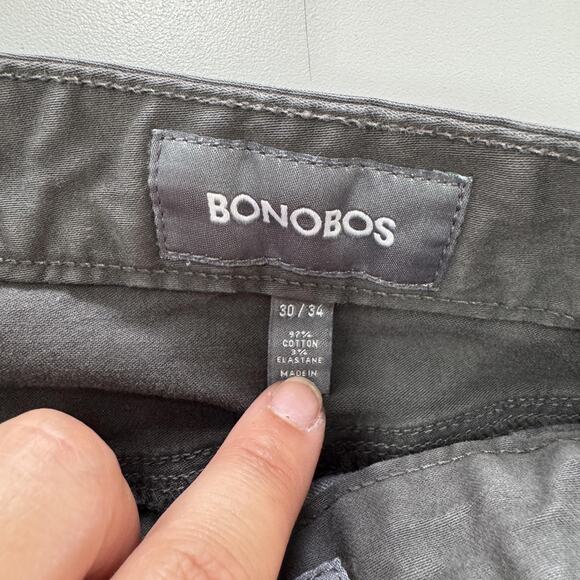 BONOBOS
30 / 34
97%
COTTON
3%
ELASTANE
MADE IN